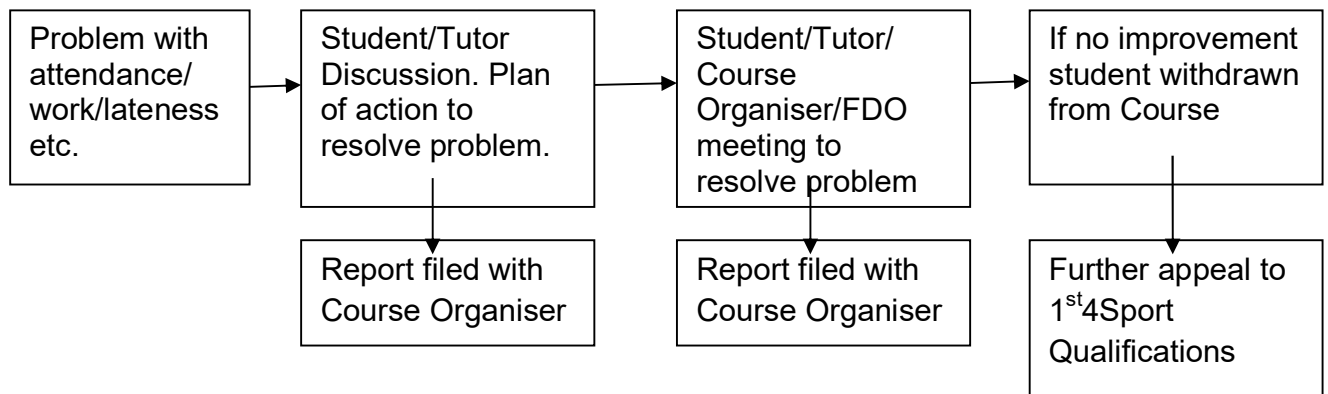 Problem with
attendance/
work/lateness
etc.
Student/Tutor
Discussion. Plan
of action to
resolve problem.
Student/Tutor/
Course
Organiser/FDO
meeting to
resolve problem
If no improvement
student withdrawn
from Course
Report filed with
Course Organiser
Report filed with
Course Organiser
Further appeal to
1st4Sport
Qualifications